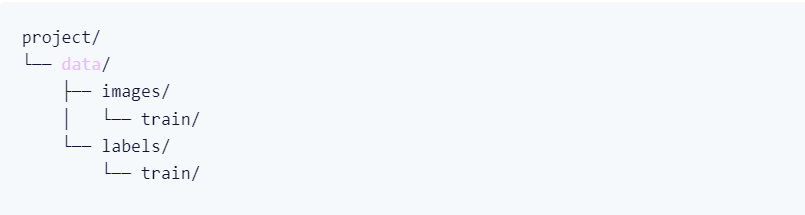 project/
└── data/
    ├── images/
    │   └── train/
    └── labels/
        └── train/